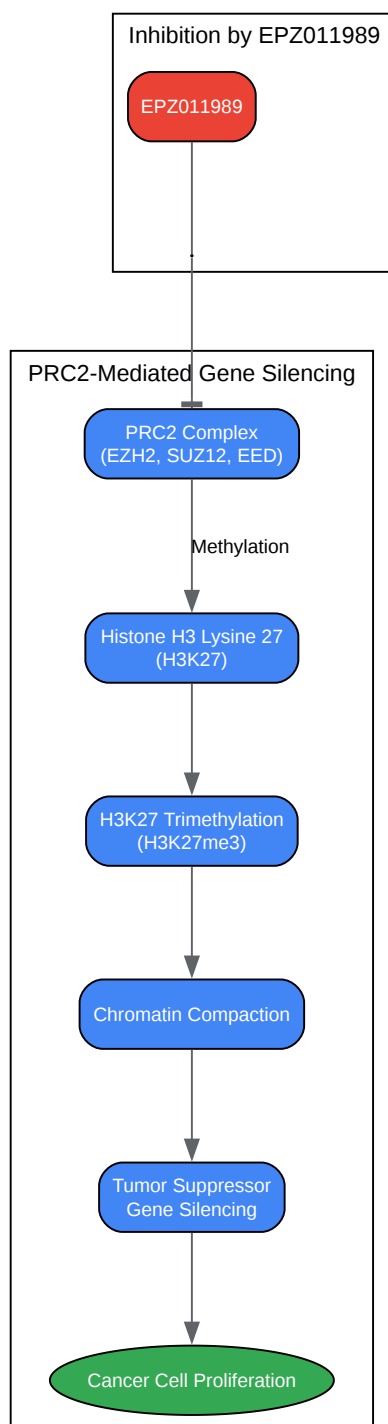 Inhibition by EPZ011989
EPZ011989
PRC2-Mediated Gene Silencing
PRC2 Complex
(EZH2, SUZ12, EED)
Methylation
Histone H3 Lysine 27
(H3K27)
H3K27 Trimethylation
(H3K27me3)
Chromatin Compaction
Tumor Suppressor
Gene Silencing
Cancer Cell Proliferation